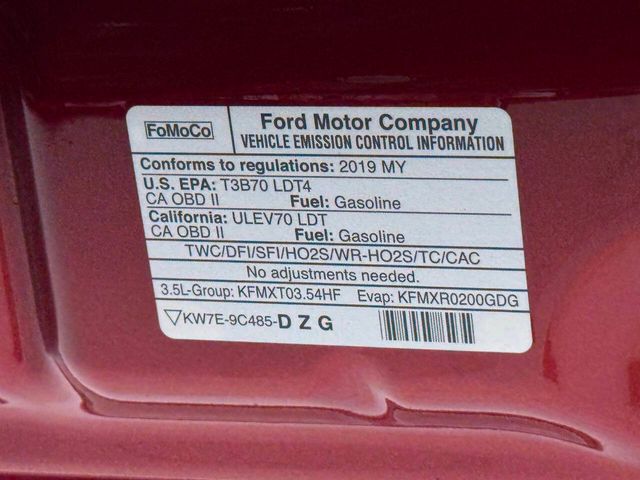 FoMoCo
Ford Motor Company
VEHICLE EMISSION CONTROL INFORMATION
Conforms to regulations: 2019 MY
U.S. EPA: T3B70 LDT4
CA OBD II Fuel: Gasoline
California: ULEV70 LDT
CA OBD II Fuel: Gasoline
TWC/DFI/SFI/HO2S/WR-HO2S/TC/CAC
No adjustments needed.
3.5L-Group: KFMXT03.54HF Evap: KFMXR0200GDG
KW7E-9C485-D Z G